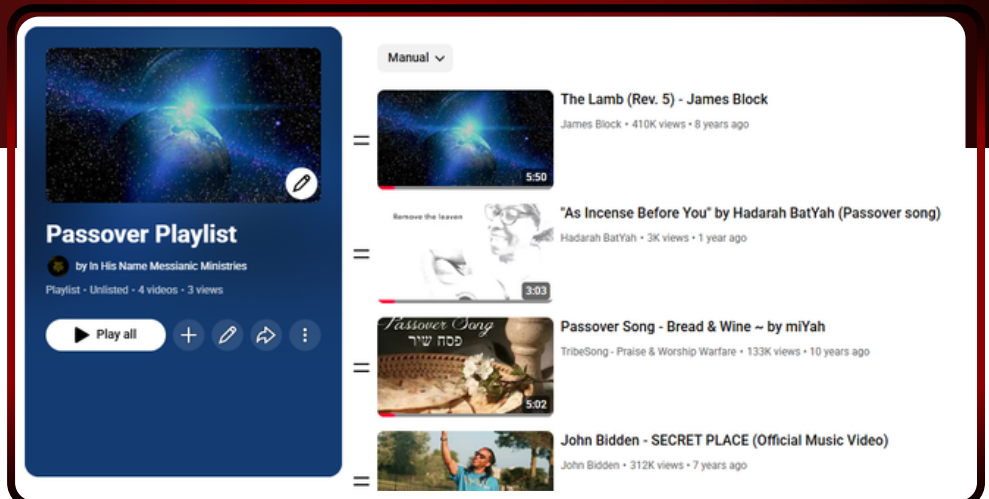 Passover Playlist
by In His Name Messianic Ministries
Playlist • Unlisted • 4 videos • 3 views
Play all
Manual
5:50
The Lamb (Rev. 5) - James Block
James Block • 410K views • 8 years ago
Remove the leaven
3:03
"As Incense Before You" by Hadarah BatYah (Passover song)
Hadarah BatYah • 3K views • 1 year ago
Passover Song
פסח שיר
5:02
Passover Song - Bread & Wine ~ by miYah
TribeSong - Praise & Worship Warfare • 133K views • 10 years ago
John Bidden - SECRET PLACE (Official Music Video)
John Bidden • 312K views • 7 years ago